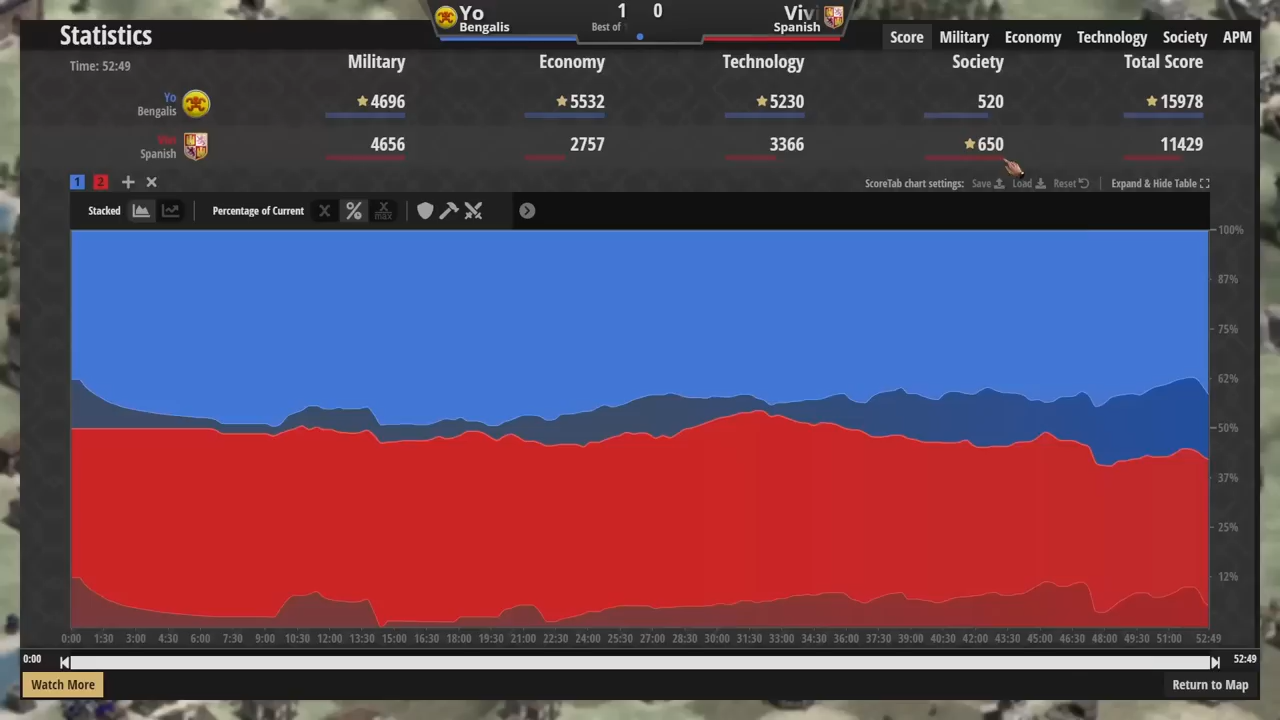 Yo 1 0 Viv
Bengalis Best of Spanish
Statistics Score Military Economy Technology Society APM
Time: 52:49 Military Economy Technology Society Total Score
Yo
Bengalis 4696 5532 5230 520 15978
Vivi
Spanish 4656 2757 3366 650 11429
1 2 + × ScoreTab chart settings: Save Load Reset Expand & Hide Table
Stacked Percentage of Current X % X max
100%
87%
75%
62%
50%
37%
25%
12%
0:00 1:30 3:00 4:30 6:00 7:30 9:00 10:30 12:00 13:30 15:00 16:30 18:00 19:30 21:00 22:30 24:00 25:30 27:00 28:30 30:00 31:30 33:00 34:30 36:00 37:30 39:00 40:30 42:00 43:30 45:00 46:30 48:00 49:30 51:00 52:49
0:00 52:49
Watch More Return to Map